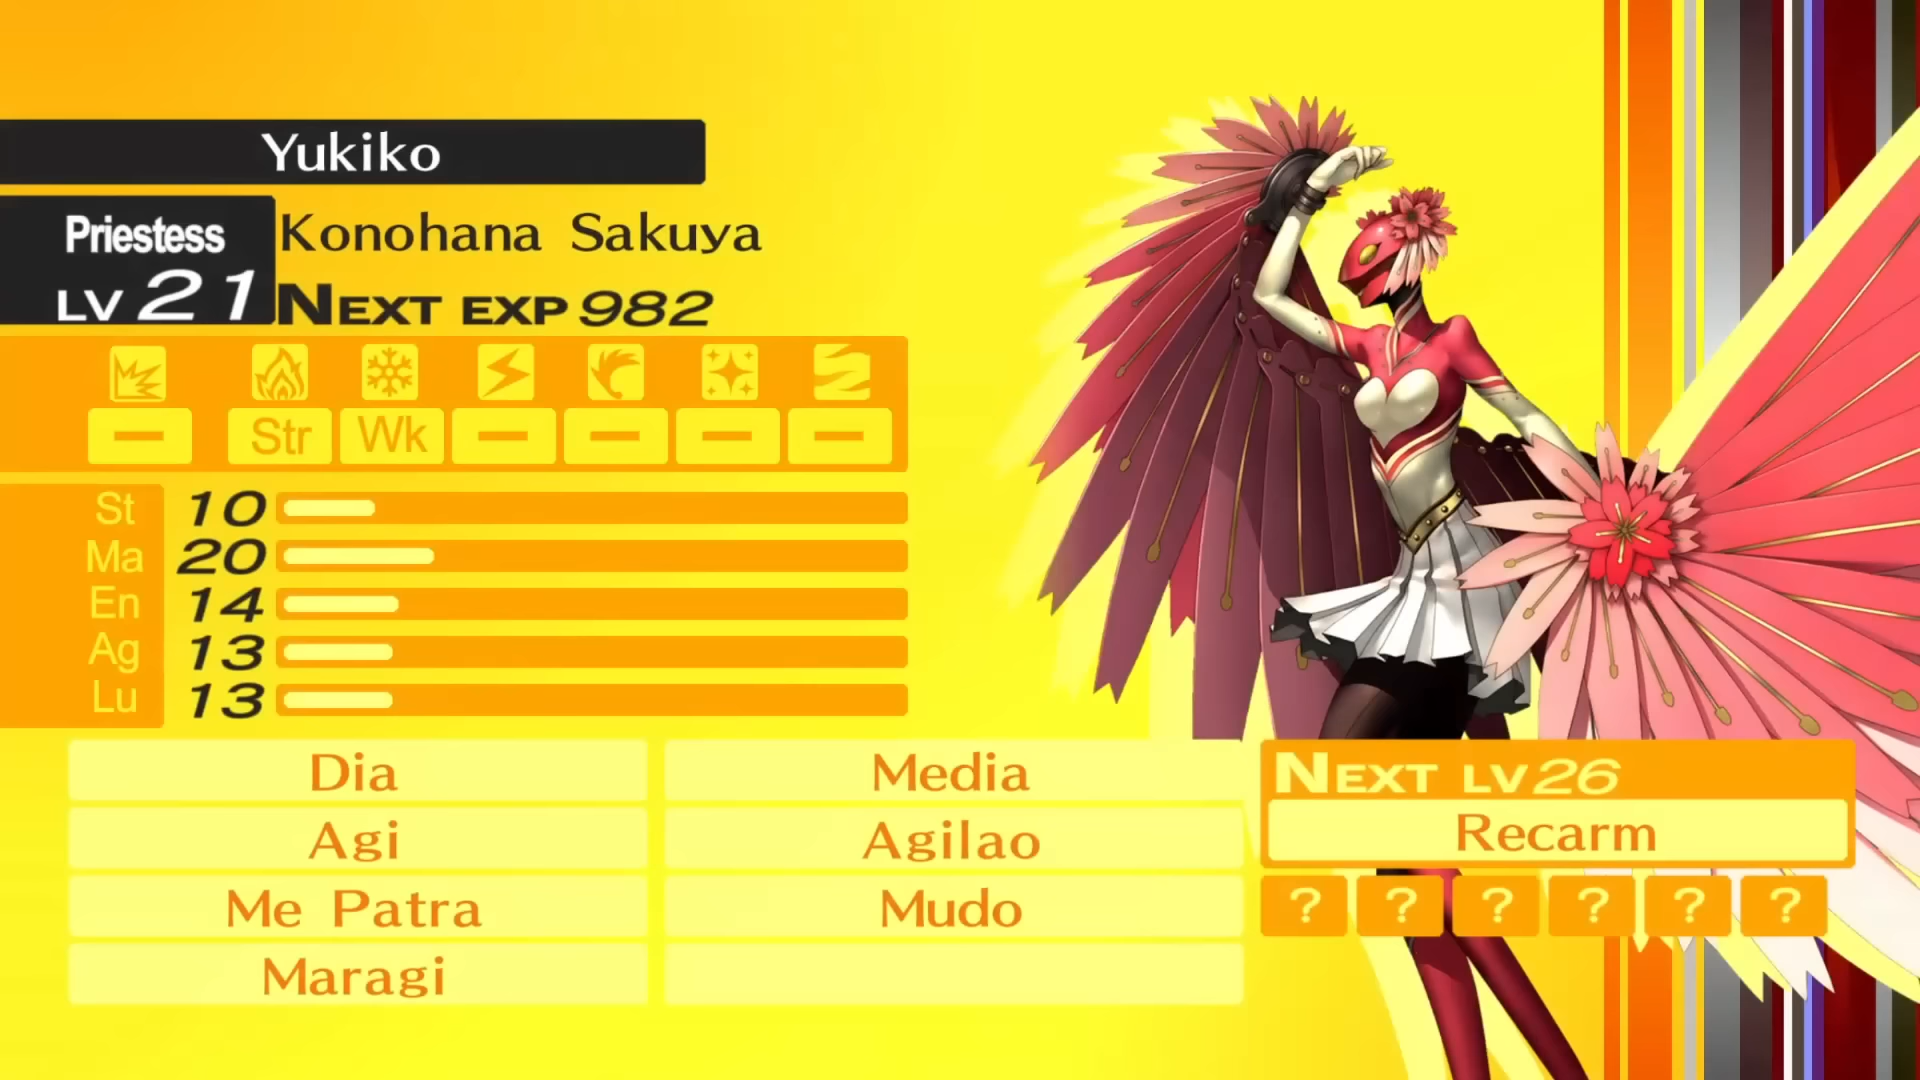 Yukiko
Priestess
Konohana Sakuya
LV 21
NEXT EXP 982
– Str Wk – – – –
St 10
Ma 20
En 14
Ag 13
Lu 13
Dia
Media
Agi
Agilao
Me Patra
Mudo
Maragi
NEXT LV 26
Recarm
? ? ? ? ? ?